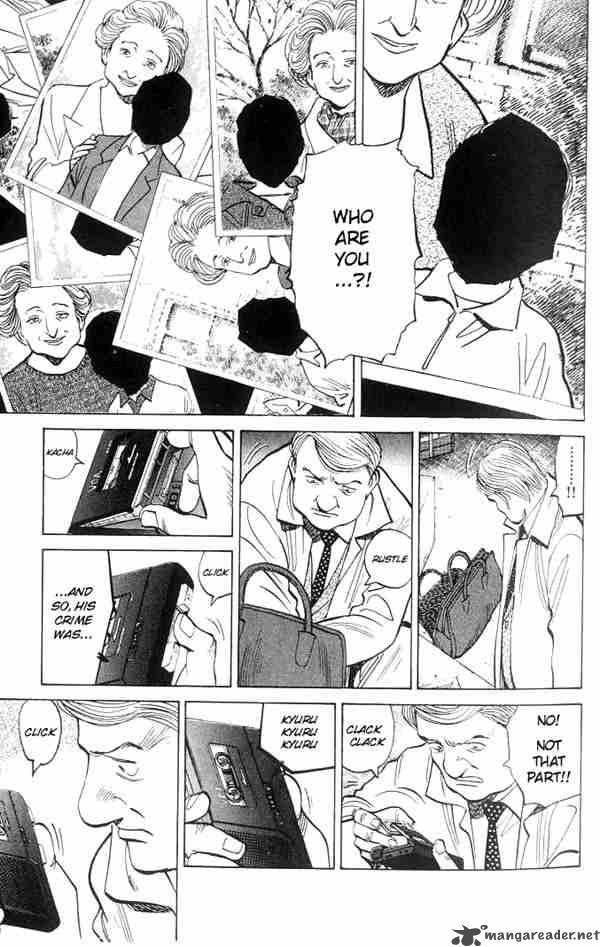 WHO
ARE
YOU
...?!
.........
!!
RUSTLE
KACHA
CLICK
...AND
SO, HIS
CRIME
WAS...
NO!
NOT
THAT
PART!!
CLACK
CLACK
KYURU
KYURU
KYURU
CLICK
mangareader.net